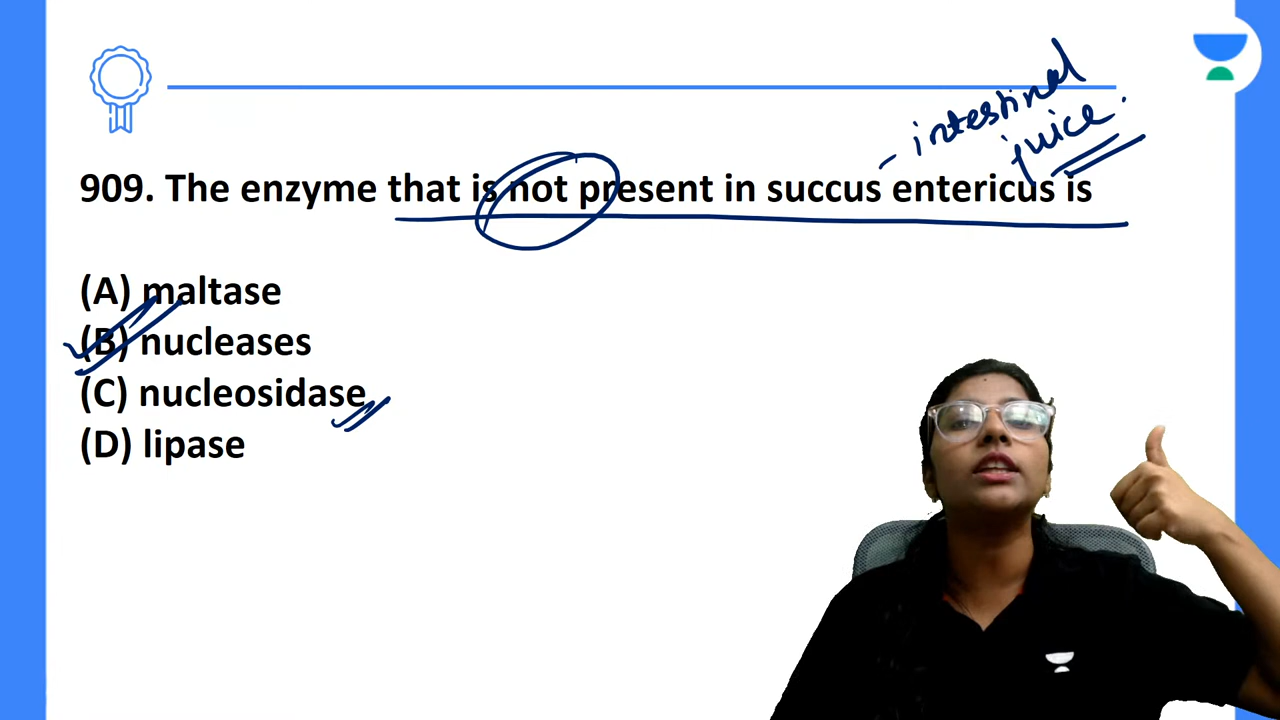 - intestinal
juice.
909. The enzyme that is not present in succus entericus is
(A) maltase
(B) nucleases
(C) nucleosidase
(D) lipase